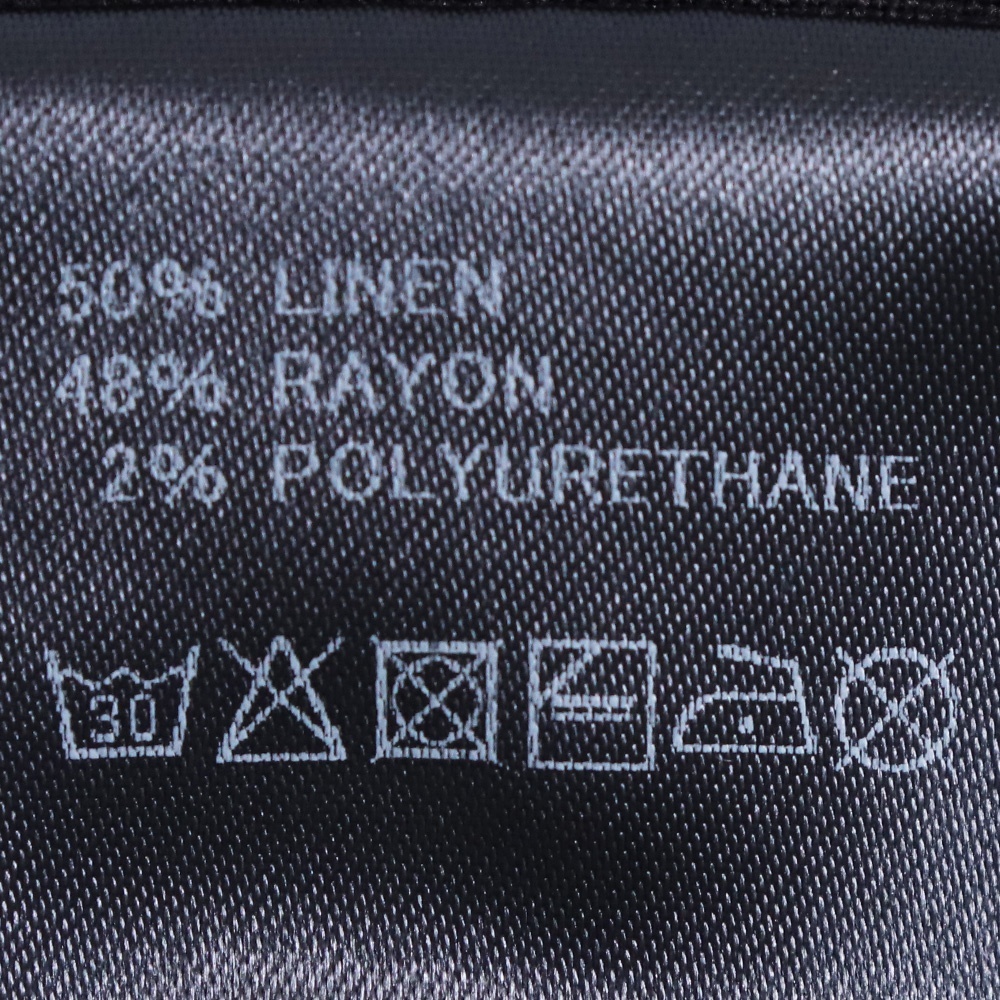 50% LINEN
48% RAYON
2% POLYURETHANE
30